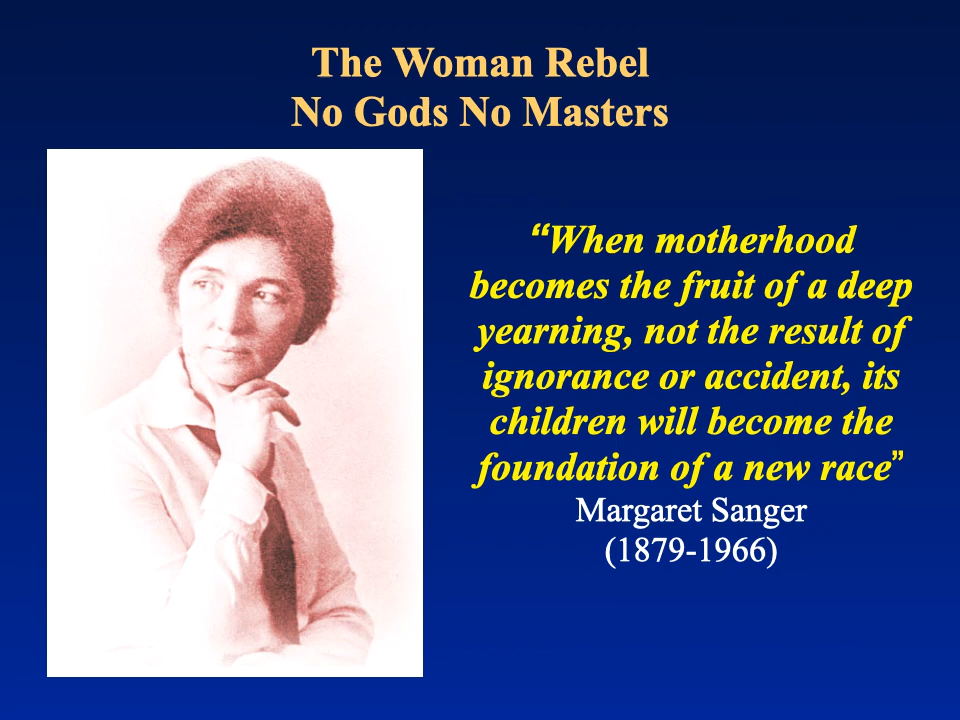 The Woman Rebel
No Gods No Masters
“When motherhood
becomes the fruit of a deep
yearning, not the result of
ignorance or accident, its
children will become the
foundation of a new race”
Margaret Sanger
(1879-1966)